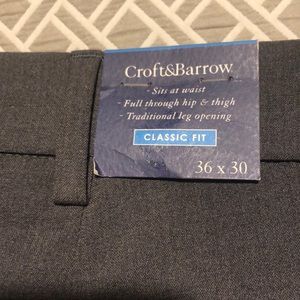 Croft&Barrow
- Sits at waist
- Full through hip & thigh
- Traditional leg opening
CLASSIC FIT
36 x 30